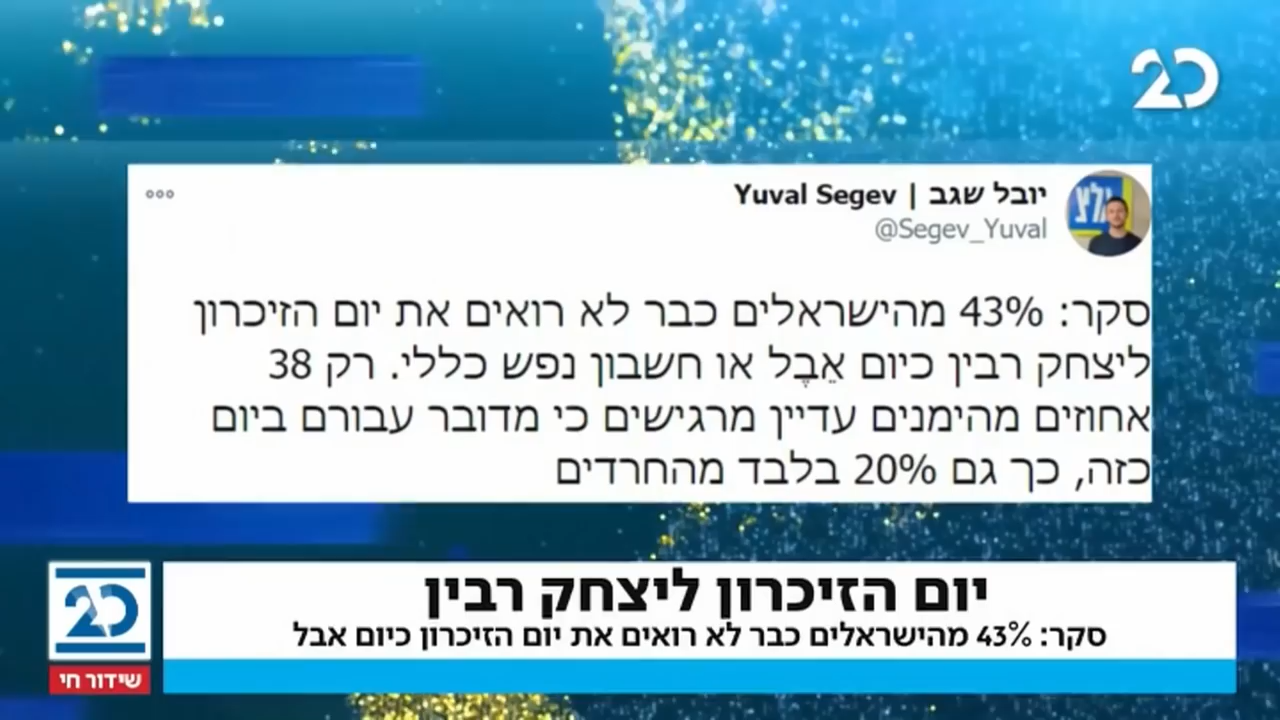 20
יובל שגב | Yuval Segev
@Segev_Yuval
גלצ
סקר: 43% מהישראלים כבר לא רואים את יום הזיכרון
ליצחק רבין כיום אֵבֶל או חשבון נפש כללי. רק 38
אחוזים מהימנים עדיין מרגישים כי מדובר עבורם ביום
כזה, כך גם 20% בלבד מהחרדים
יום הזיכרון ליצחק רבין
סקר: 43% מהישראלים כבר לא רואים את יום הזיכרון כיום אבל
20
שידור חי